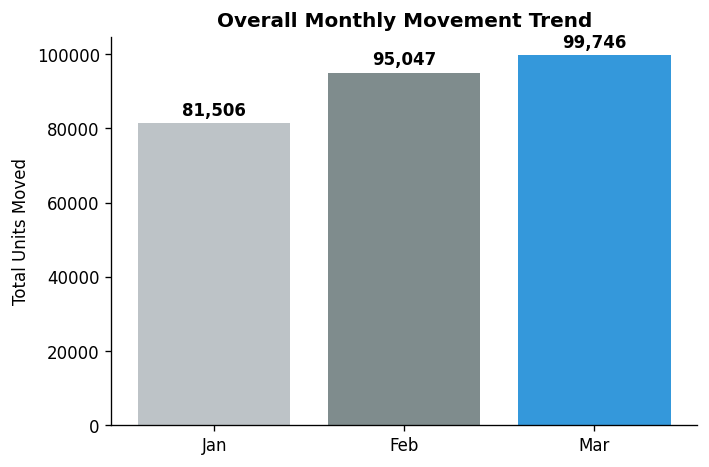 Overall Monthly Movement Trend
99,746
95,047
81,506
100000
80000
60000
40000
20000
0
Total Units Moved
Jan
Feb
Mar